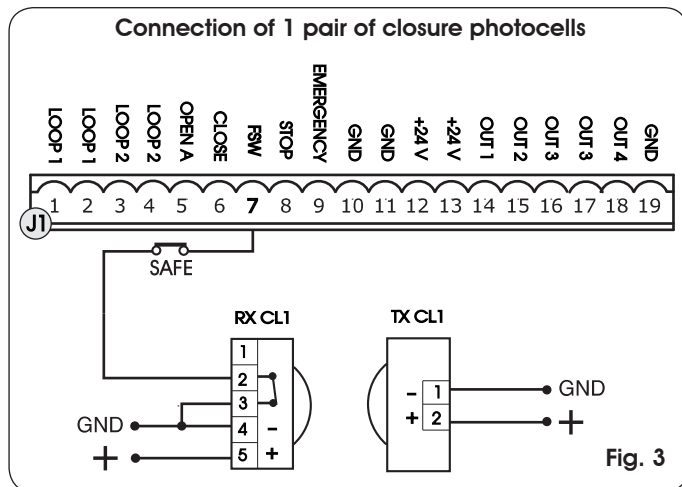 Connection of 1 pair of closure photocells
LOOP 1 LOOP 1 LOOP 2 LOOP 2 OPEN A CLOSE FSW STOP EMERGENCY GND GND +24 V +24 V OUT 1 OUT 2 OUT 3 OUT 3 OUT 4 GND
1 2 3 4 5 6 7 8 9 10 11 12 13 14 15 16 17 18 19
J1
SAFE
RX CL1
1
2
3
GND 4 -
+ 5 +
TX CL1
- 1 GND
+ 2 +
Fig. 3